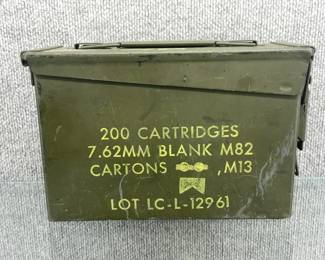 200 CARTRIDGES
7.62MM BLANK M82
CARTONS , M13
LOT LC-L-12961